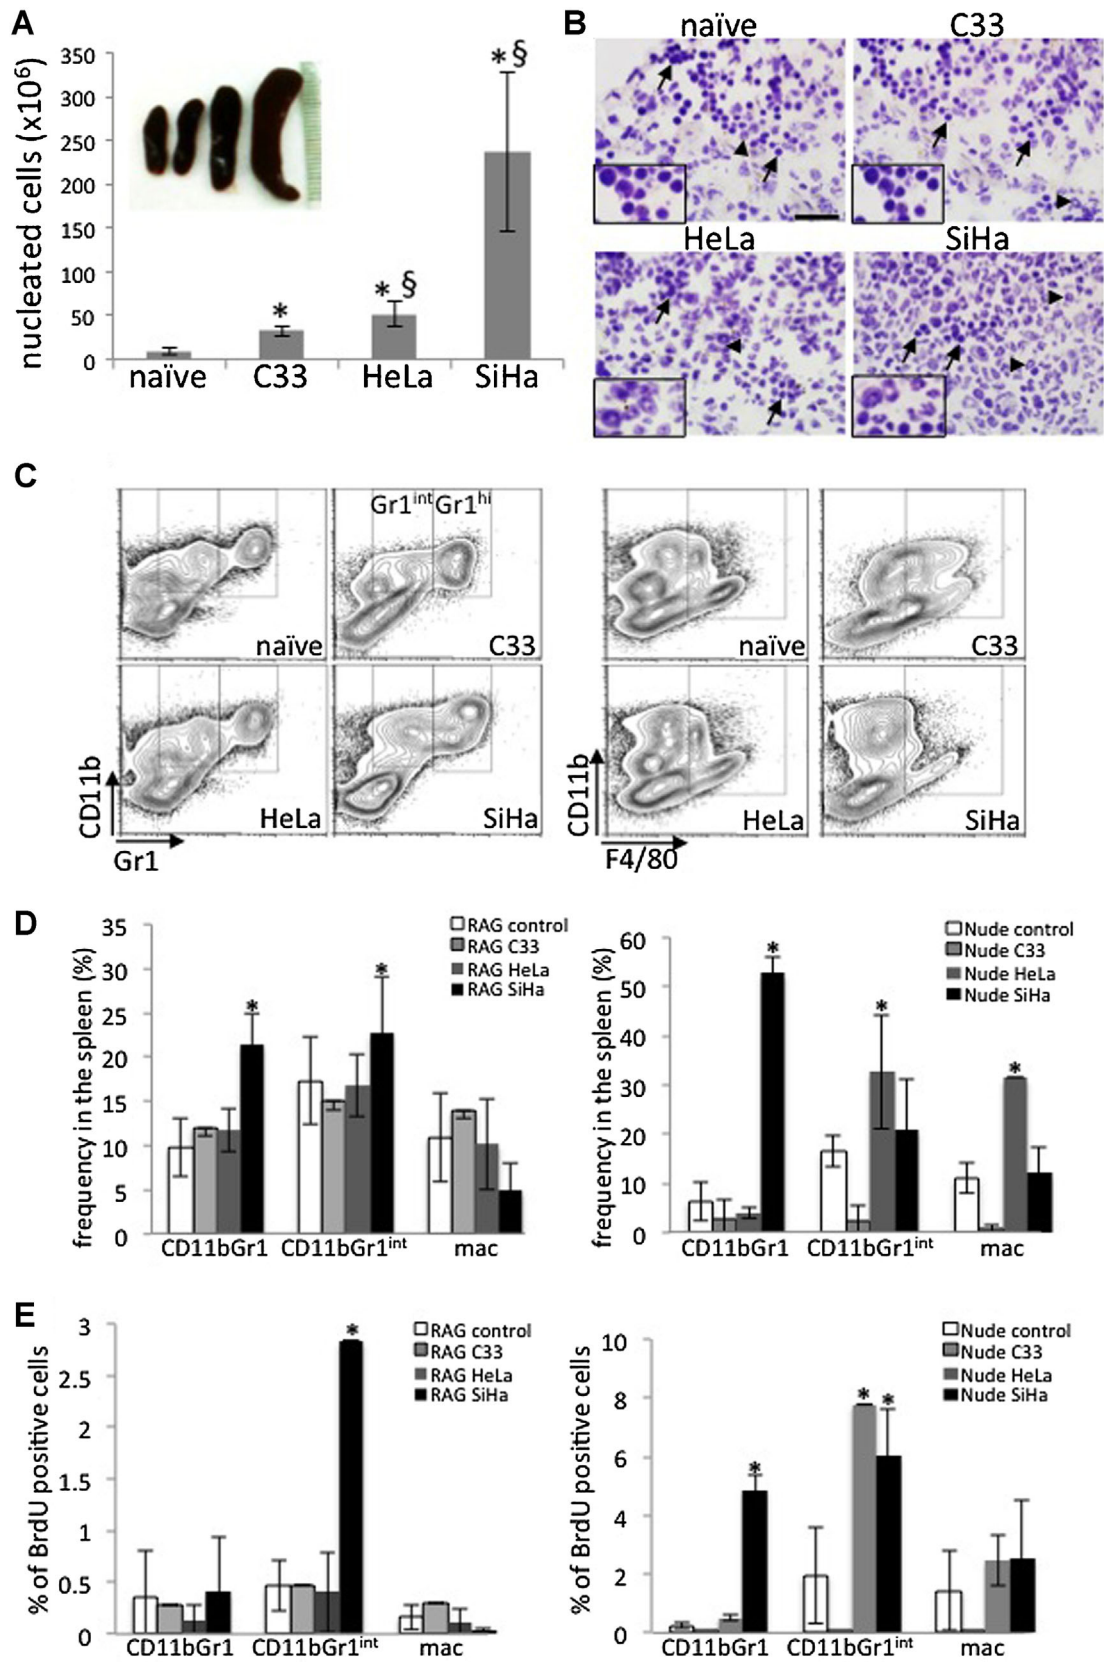 A
nucleated cells (x10⁶)
350
300
250
200
150
100
50
0
*
* §
* §
naïve C33 HeLa SiHa
B
naïve C33
HeLa SiHa
C
Gr1int Gr1hi
naïve C33
HeLa SiHa
CD11b
Gr1
naïve C33
HeLa SiHa
CD11b
F4/80
D
frequency in the spleen (%)
35
30
25
20
15
10
5
0
RAG control
RAG C33
RAG HeLa
RAG SiHa
*
*
CD11bGr1 CD11bGr1int mac
frequency in the spleen (%)
60
50
40
30
20
10
0
Nude control
Nude C33
Nude HeLa
Nude SiHa
*
*
*
CD11bGr1 CD11bGr1int mac
E
% of BrdU positive cells
3
2.5
2
1.5
1
0.5
0
RAG control
RAG C33
RAG HeLa
RAG SiHa
*
CD11bGr1 CD11bGr1int mac
% of BrdU positive cells
10
8
6
4
2
0
Nude control
Nude C33
Nude HeLa
Nude SiHa
*
* *
CD11bGr1 CD11bGr1int mac